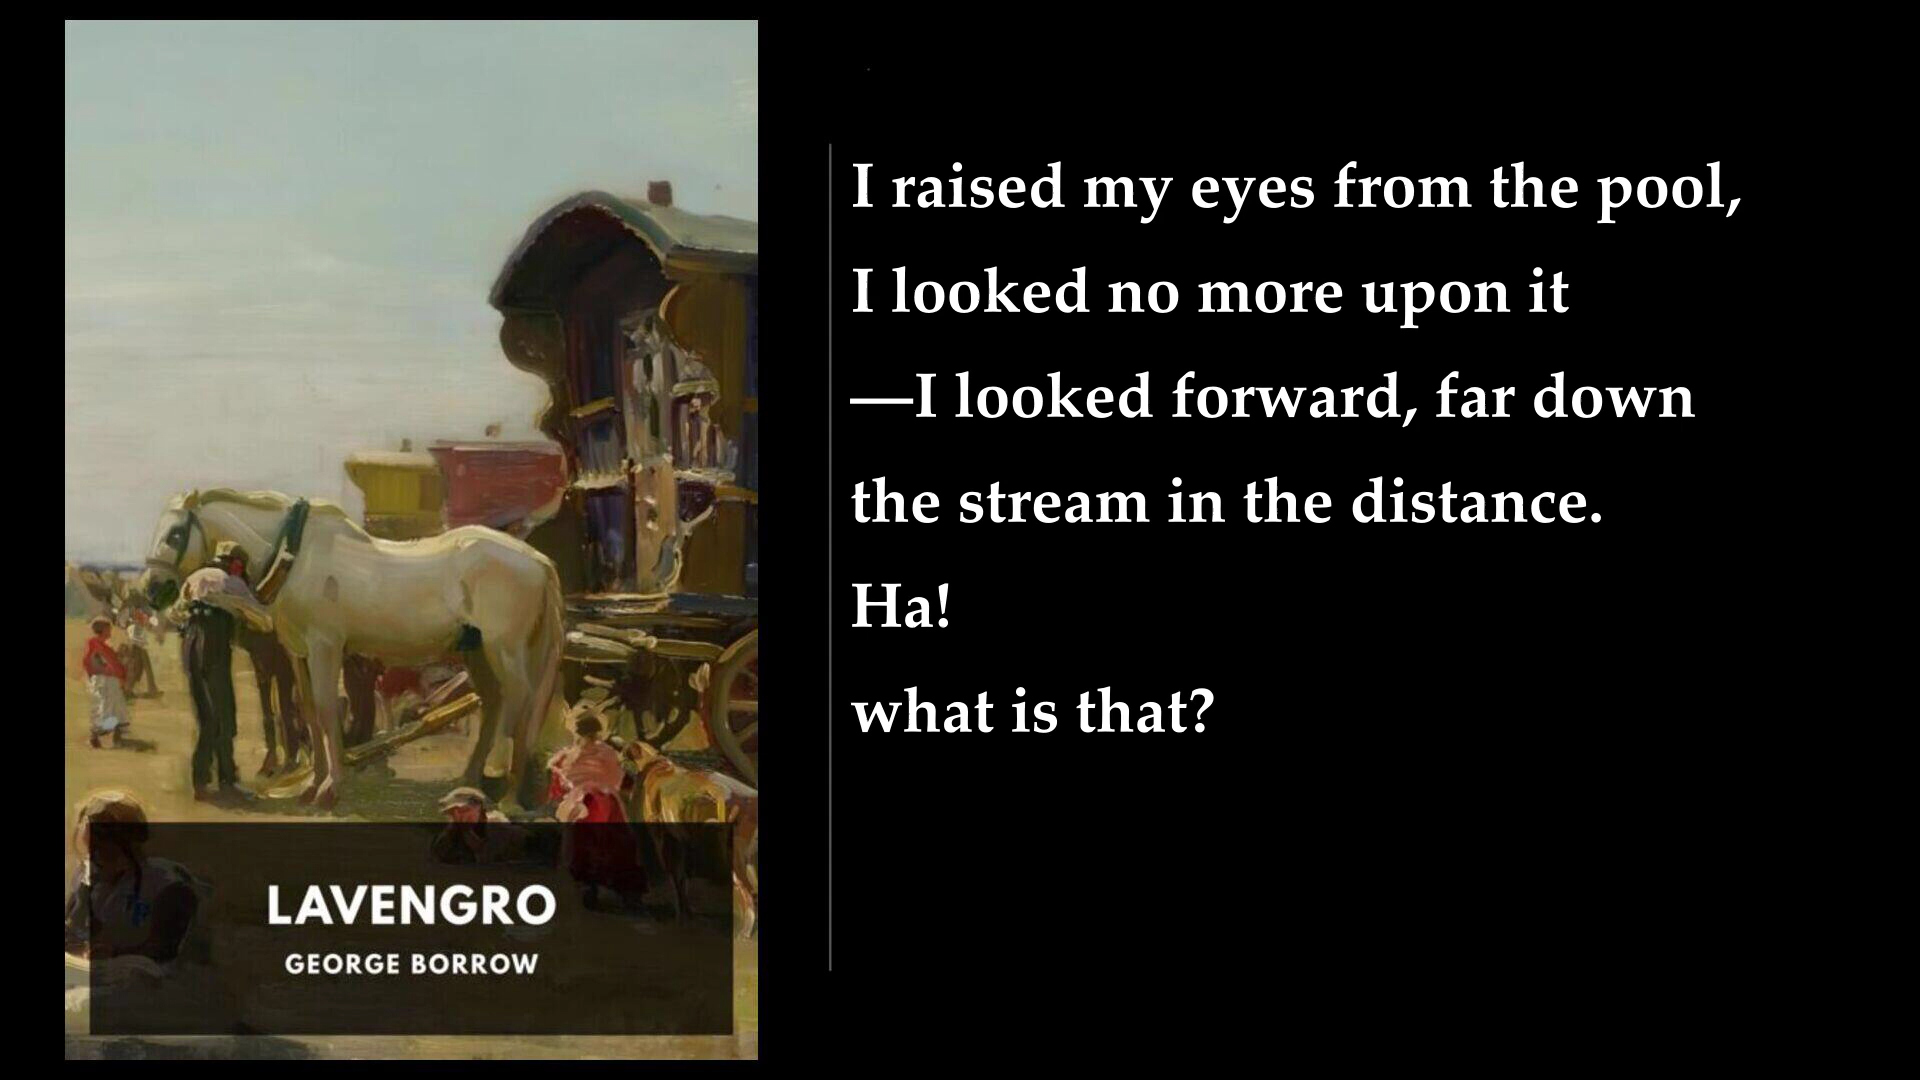 I raised my eyes from the pool,
I looked no more upon it
—I looked forward, far down
the stream in the distance.
Ha!
what is that?
LAVENGRO
GEORGE BORROW